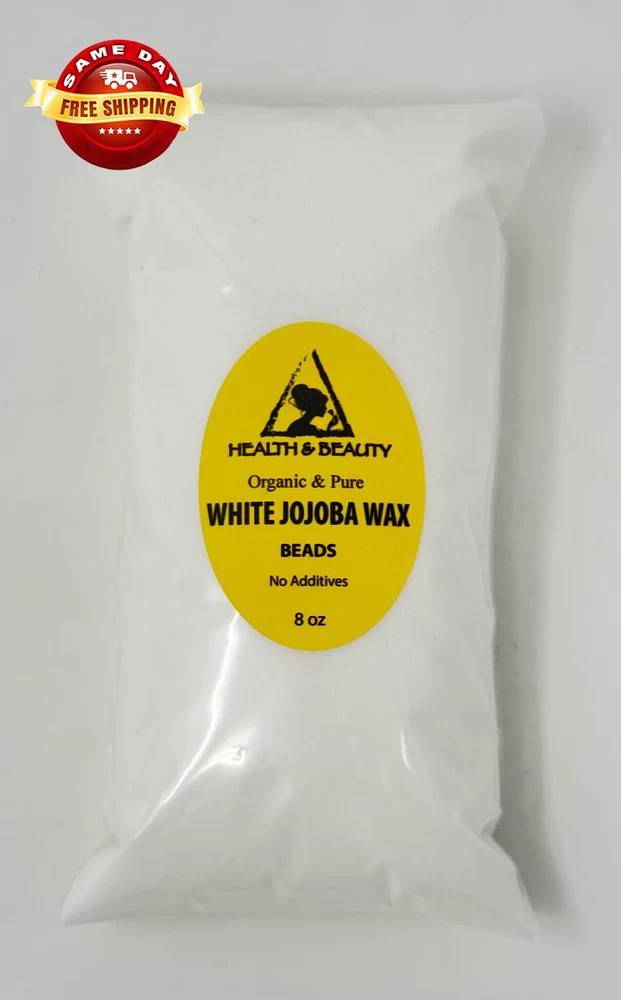 SAME DAY
FREE SHIPPING
HEALTH & BEAUTY
Organic & Pure
WHITE JOJOBA WAX
BEADS
No Additives
8 oz